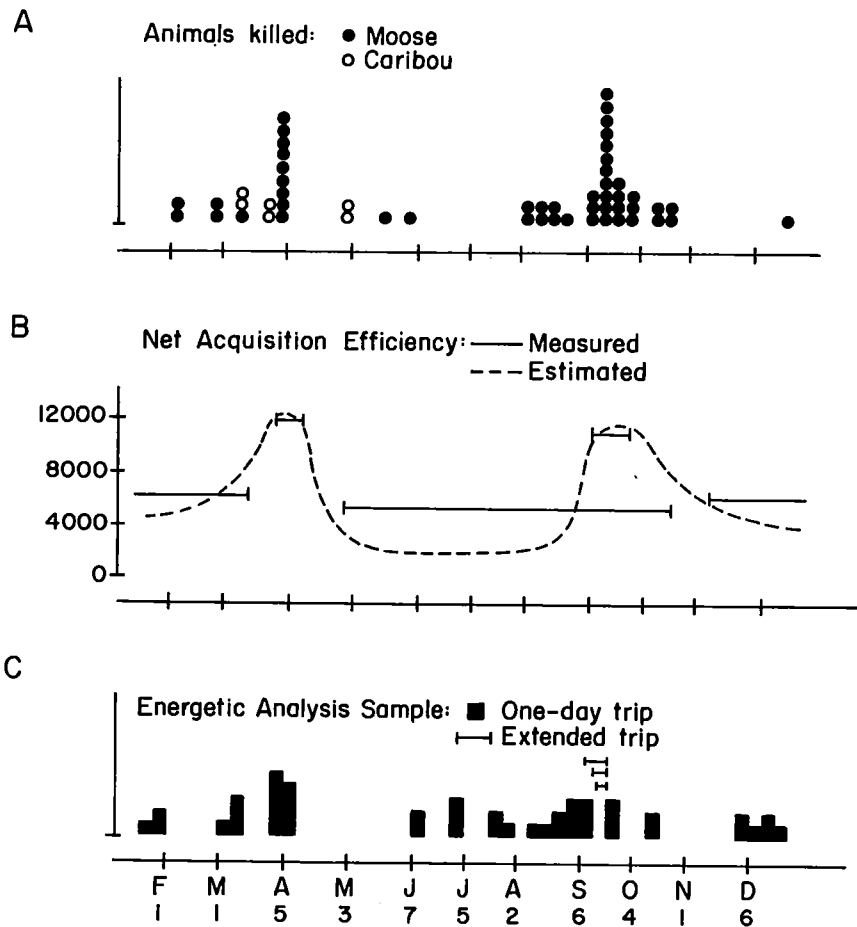 A
Animals killed: Moose
Caribou
B
Net Acquisition Efficiency: Measured
Estimated
12000
8000
4000
0
C
Energetic Analysis Sample: One-day trip
Extended trip
F M A M J J A S O N D
1 1 5 3 7 5 2 6 4 1 6